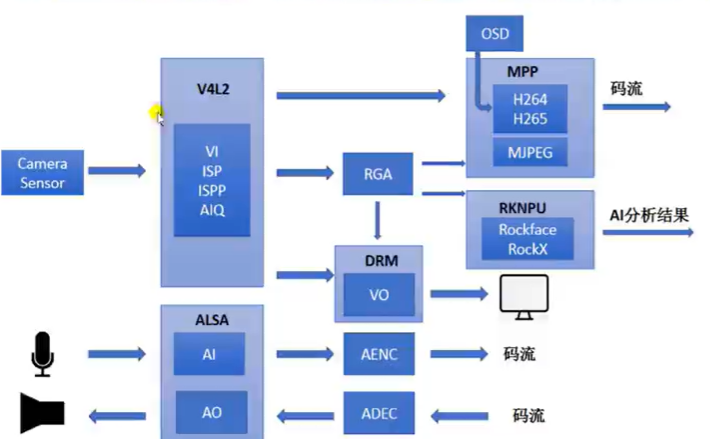 OSD
V4L2
MPP
H264
H265
MJPEG
码流
VI
ISP
ISPP
AIQ
Camera
Sensor
RGA
RKNPU
Rockface
RockX
AI分析结果
DRM
VO
ALSA
AI
AENC
码流
AO
ADEC
码流